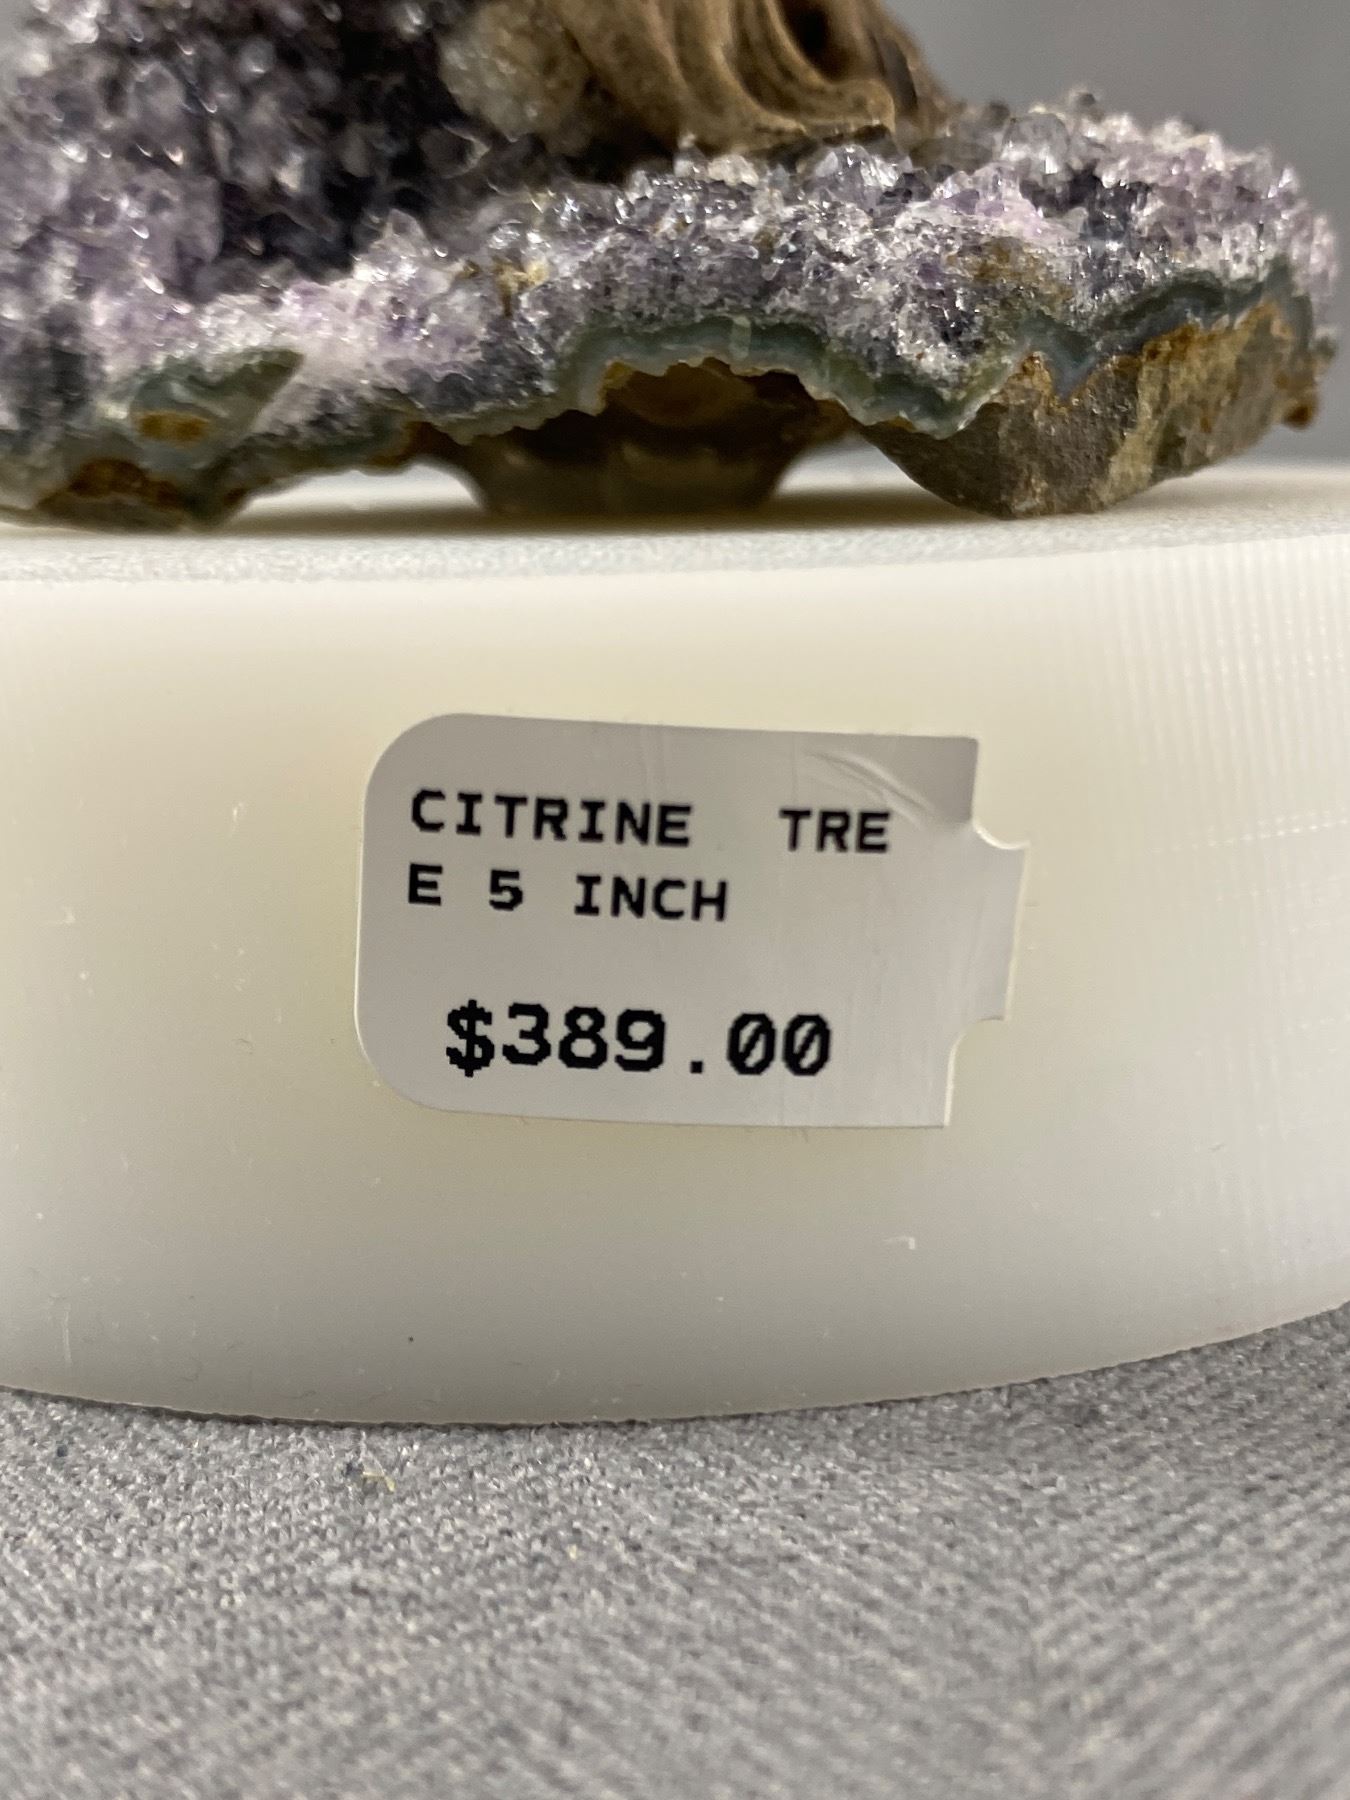 CITRINE TRE
E 5 INCH
$389.00